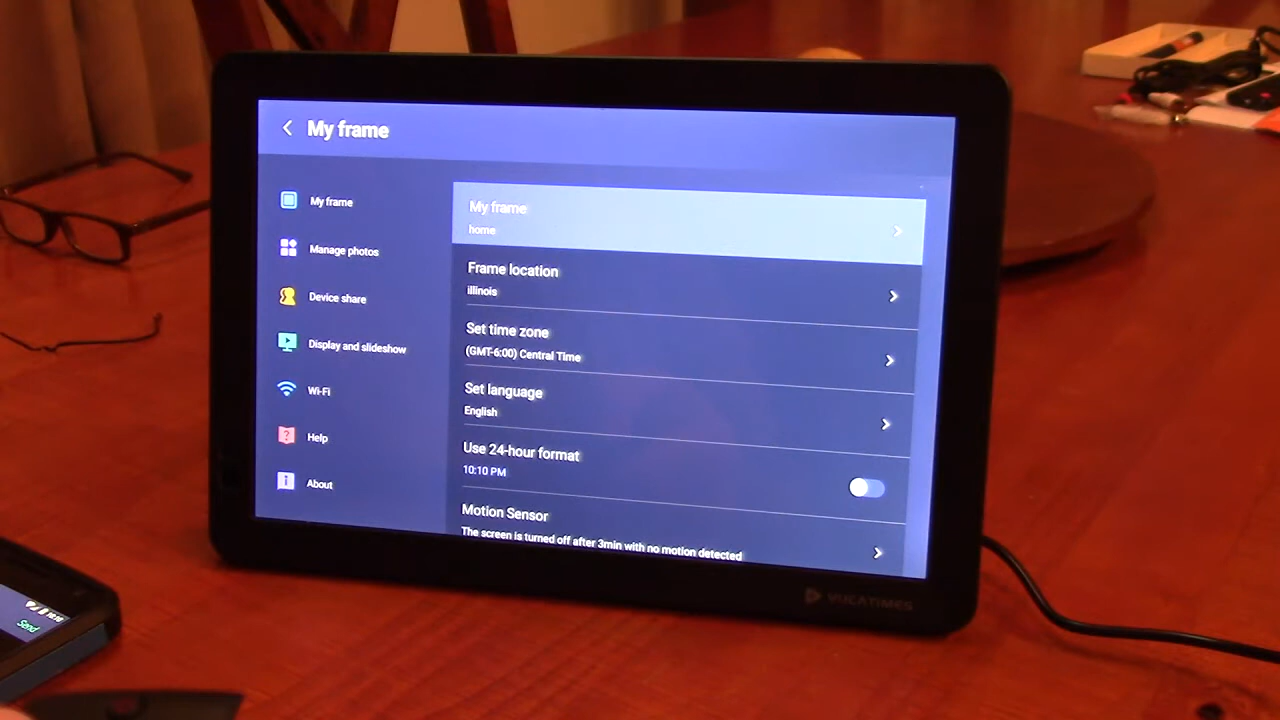 My frame
My frame
Manage photos
Device share
Display and slideshow
Wi-Fi
Help
About
My frame
home
Frame location
illinois
Set time zone
(GMT-6:00) Central Time
Set language
English
Use 24-hour format
10:10 PM
Motion Sensor
The screen is turned off after 3min with no motion detected
VUCATIMES
Send